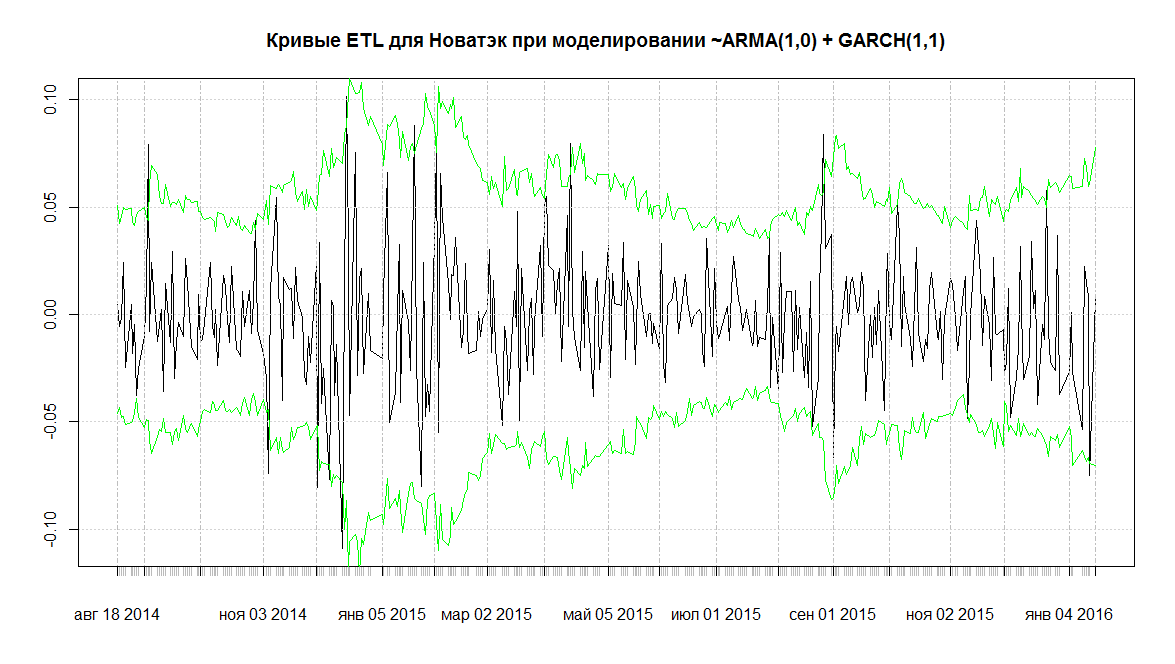 Кривые ETL для Новатэк при моделировании ~ARMA(1,0) + GARCH(1,1)
0.10
0.05
0.00
-0.05
-0.10
авг 18 2014 ноя 03 2014 янв 05 2015 мар 02 2015 май 05 2015 июл 01 2015 сен 01 2015 ноя 02 2015 янв 04 2016